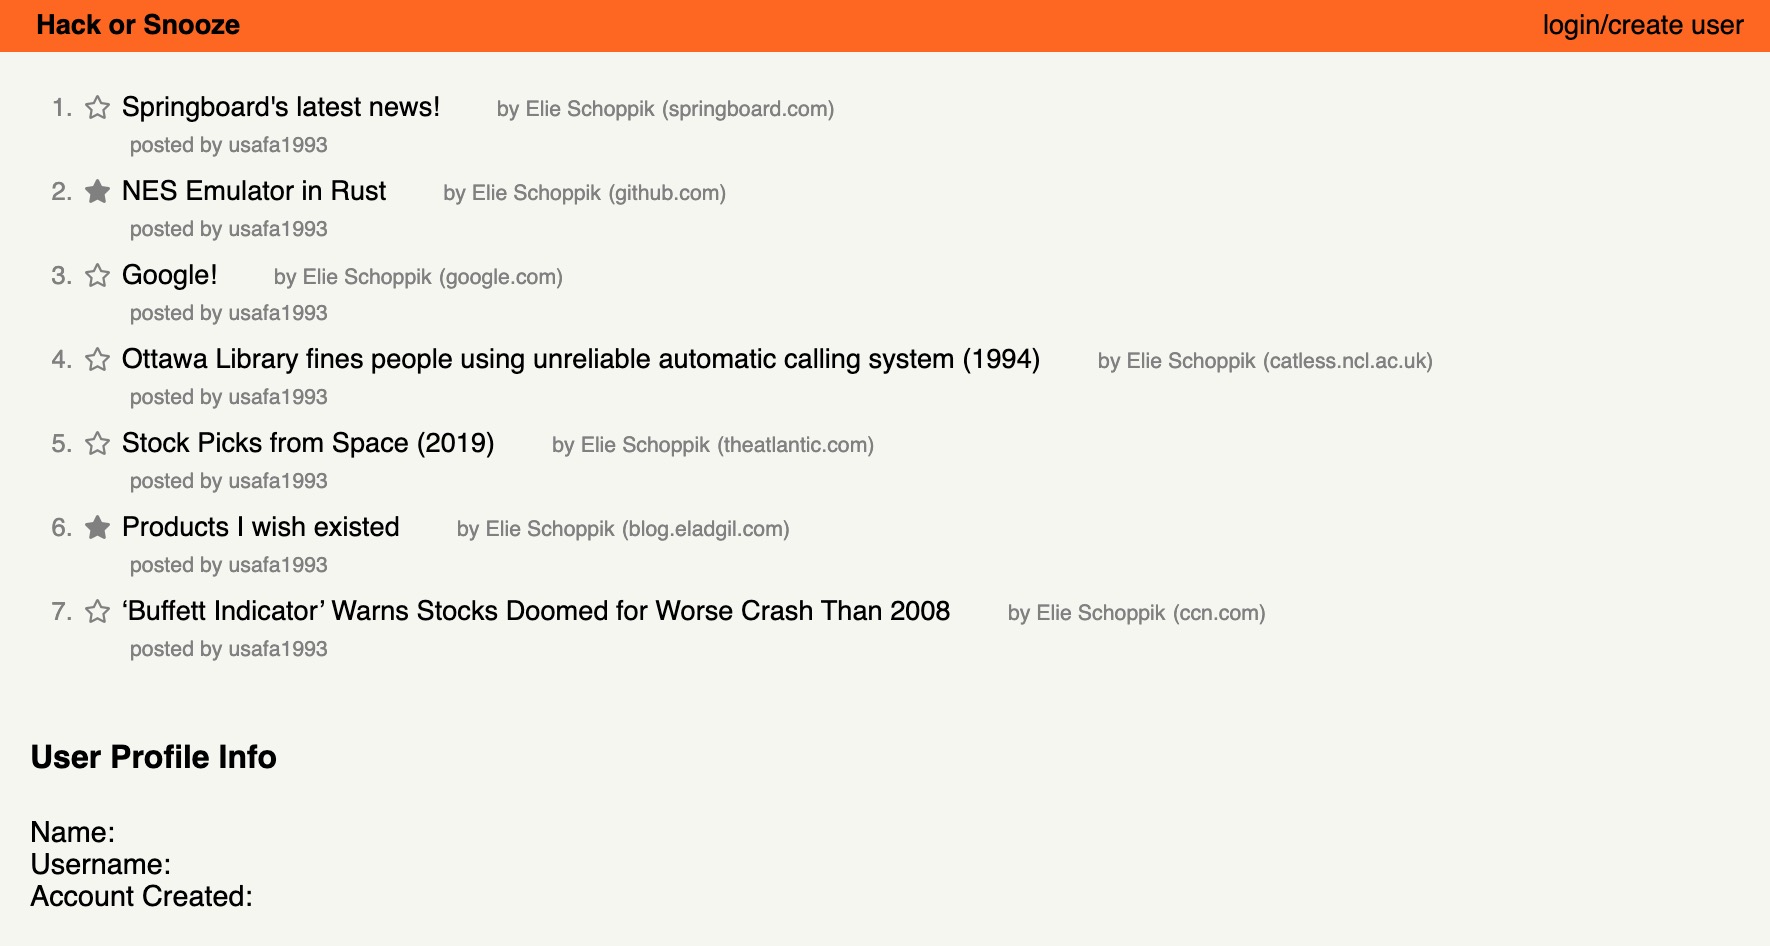 Hack or Snooze login/create user
1. Springboard's latest news! by Elie Schoppik (springboard.com)
posted by usafa1993
2. NES Emulator in Rust by Elie Schoppik (github.com)
posted by usafa1993
3. Google! by Elie Schoppik (google.com)
posted by usafa1993
4. Ottawa Library fines people using unreliable automatic calling system (1994) by Elie Schoppik (catless.ncl.ac.uk)
posted by usafa1993
5. Stock Picks from Space (2019) by Elie Schoppik (theatlantic.com)
posted by usafa1993
6. Products I wish existed by Elie Schoppik (blog.eladgil.com)
posted by usafa1993
7. ‘Buffett Indicator’ Warns Stocks Doomed for Worse Crash Than 2008 by Elie Schoppik (ccn.com)
posted by usafa1993
User Profile Info
Name:
Username:
Account Created: